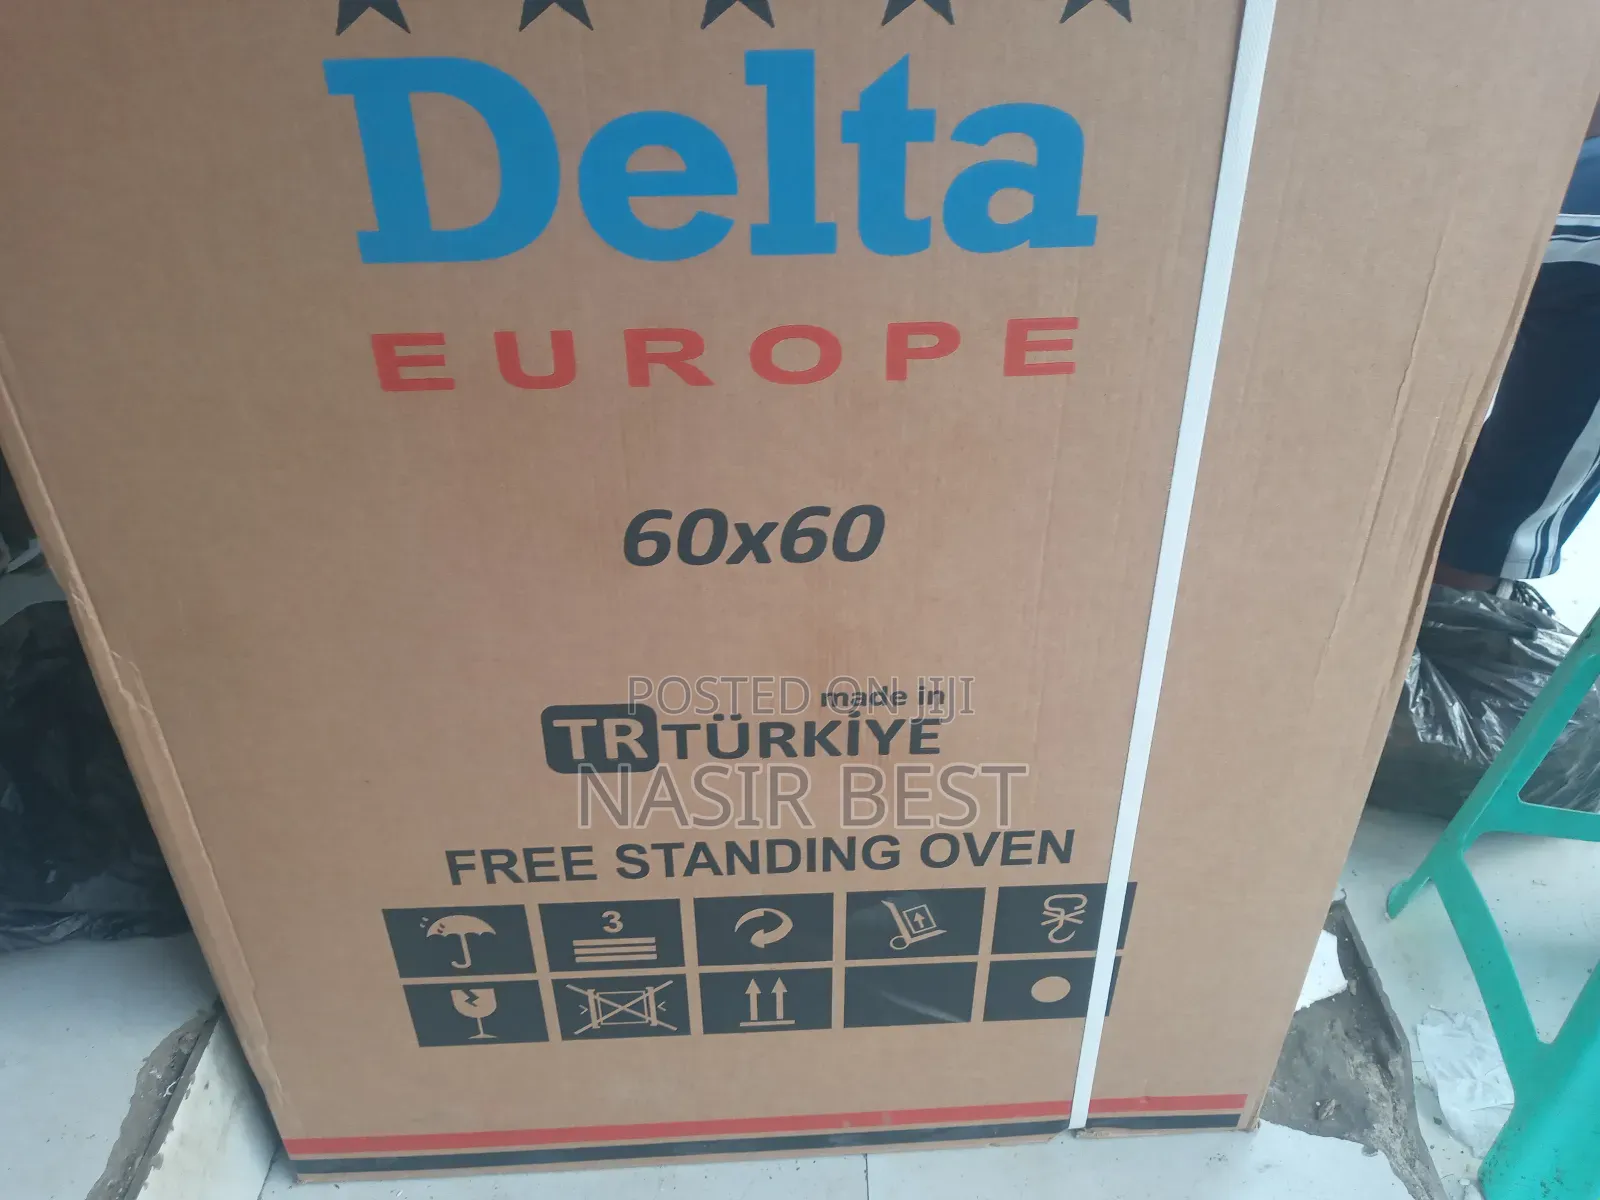 Delta
EUROPE
60x60
POSTED ON JIJI
made in
TR TÜRKİYE
NASIR BEST
FREE STANDING OVEN
3